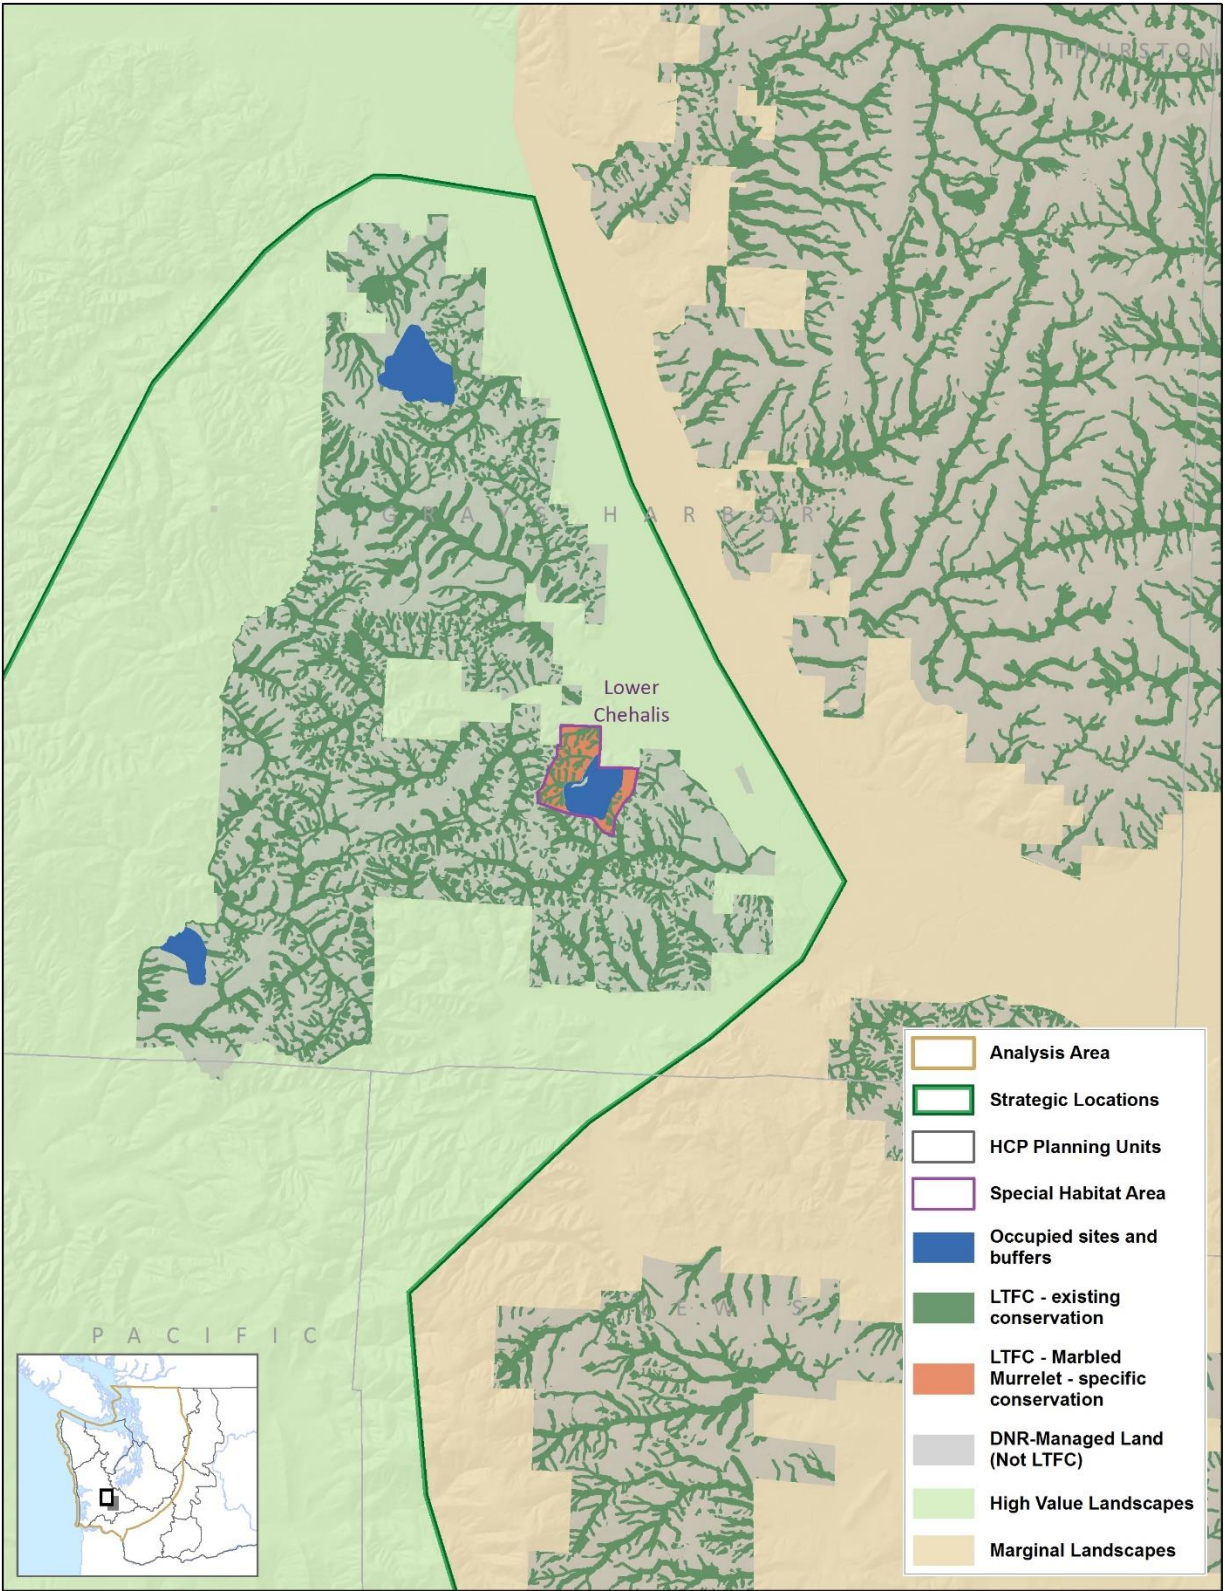 THURSTON
GRAYS HARBOR
Lower
Chehalis
LEWIS
PACIFIC
Analysis Area
Strategic Locations
HCP Planning Units
Special Habitat Area
Occupied sites and
buffers
LTFC - existing
conservation
LTFC - Marbled
Murrelet - specific
conservation
DNR-Managed Land
(Not LTFC)
High Value Landscapes
Marginal Landscapes